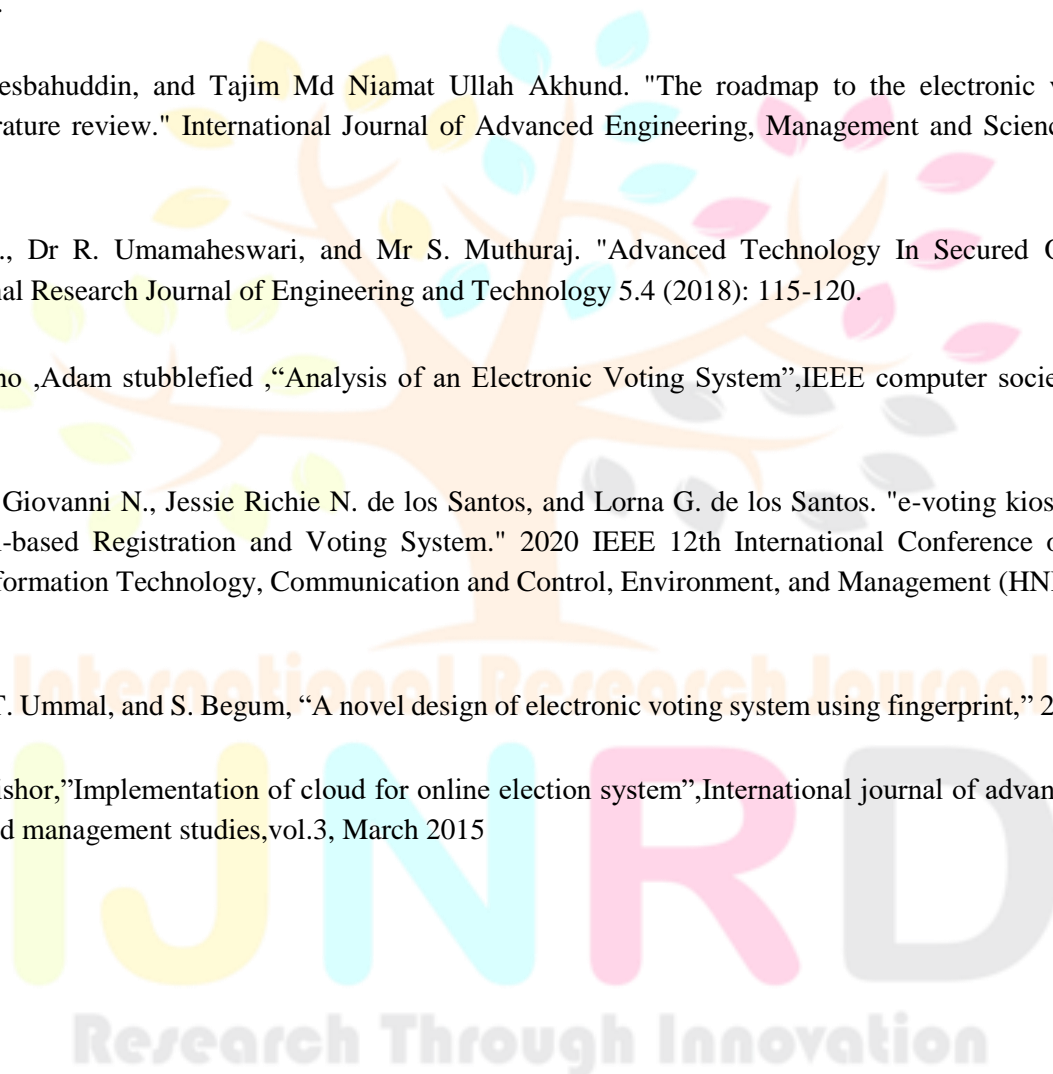 esbahuddin, and Tajim Md Niamat Ullah Akhund. "The roadmap to the electronic
rature review." International Journal of Advanced Engineering, Management and Scienc
., Dr R. Umamaheswari, and Mr S. Muthuraj. "Advanced Technology In Secured
nal Research Journal of Engineering and Technology 5.4 (2018): 115-120.
no ,Adam stubblefied ,“Analysis of an Electronic Voting System”,IEEE computer socie
Giovanni N., Jessie Richie N. de los Santos, and Lorna G. de los Santos. "e-voting kios
-based Registration and Voting System." 2020 IEEE 12th International Conference o
formation Technology, Communication and Control, Environment, and Management (HNI
T. Ummal, and S. Begum, “A novel design of electronic voting system using fingerprint,” 2
ishor,”Implementation of cloud for online election system”,International journal of advan
d management studies,vol.3, March 2015
International Research Journal
IJNRD
Research Through Innovation